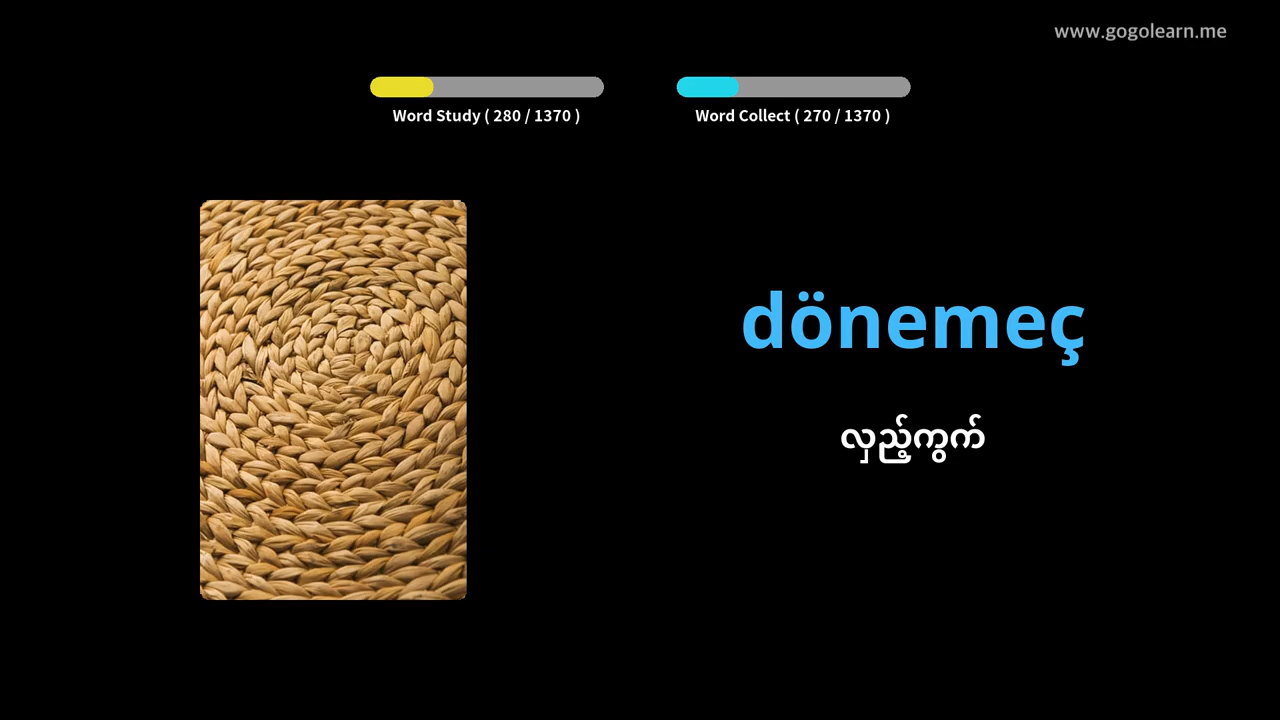 www.gogolearn.me
Word Study ( 280 / 1370 )
Word Collect ( 270 / 1370 )
dönemeç
လှည့်ကွက်